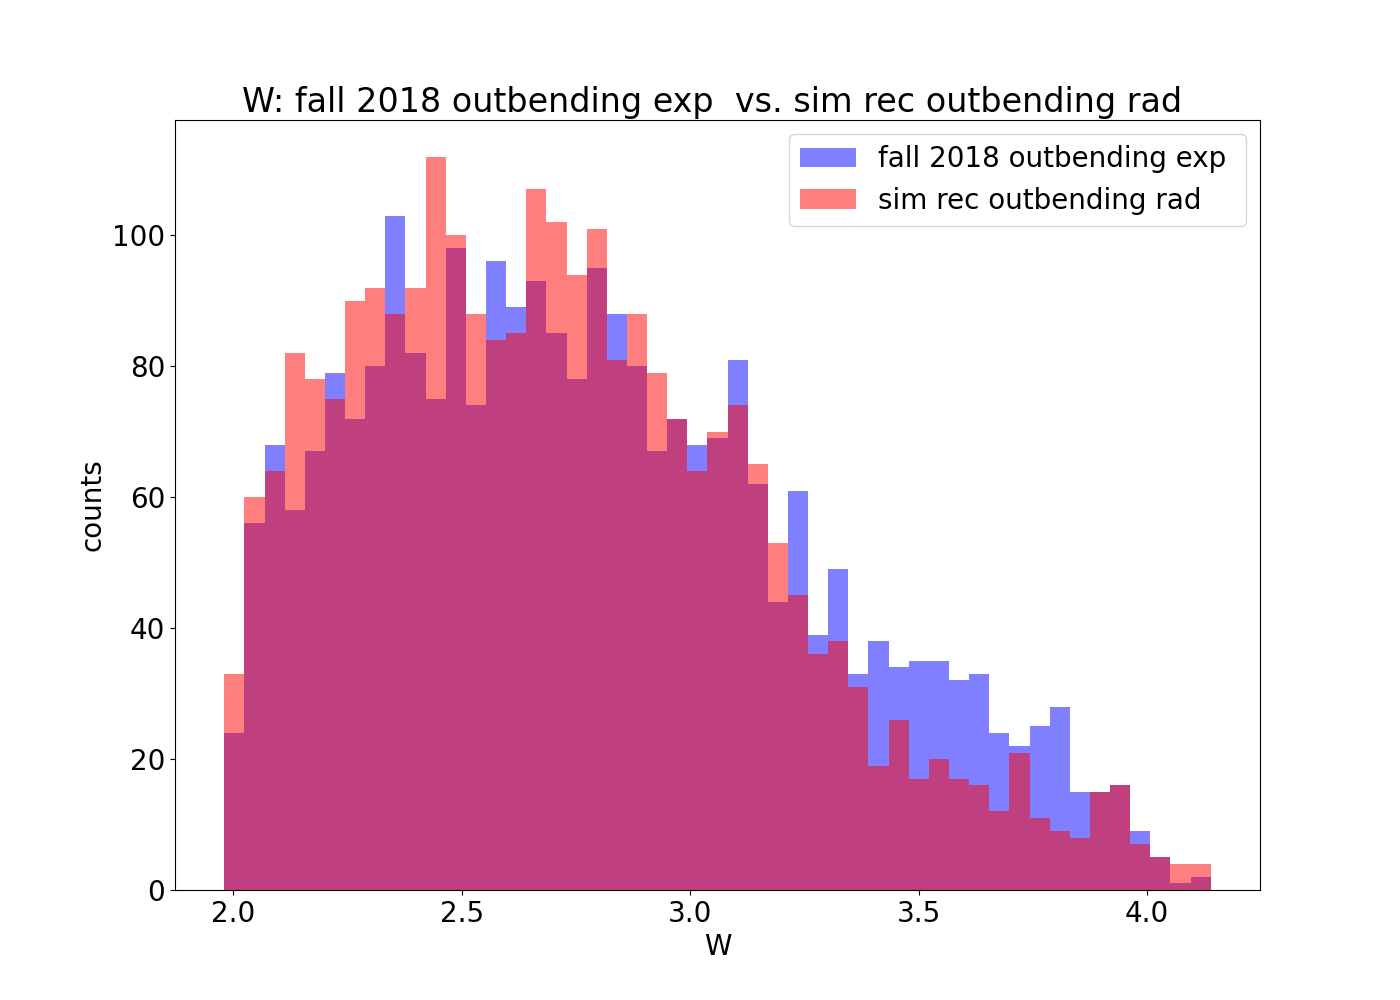 W: fall 2018 outbending exp  vs. sim rec outbending rad
fall 2018 outbending exp
sim rec outbending rad
counts
100
80
60
40
20
0
2.0 2.5 3.0 3.5 4.0
W